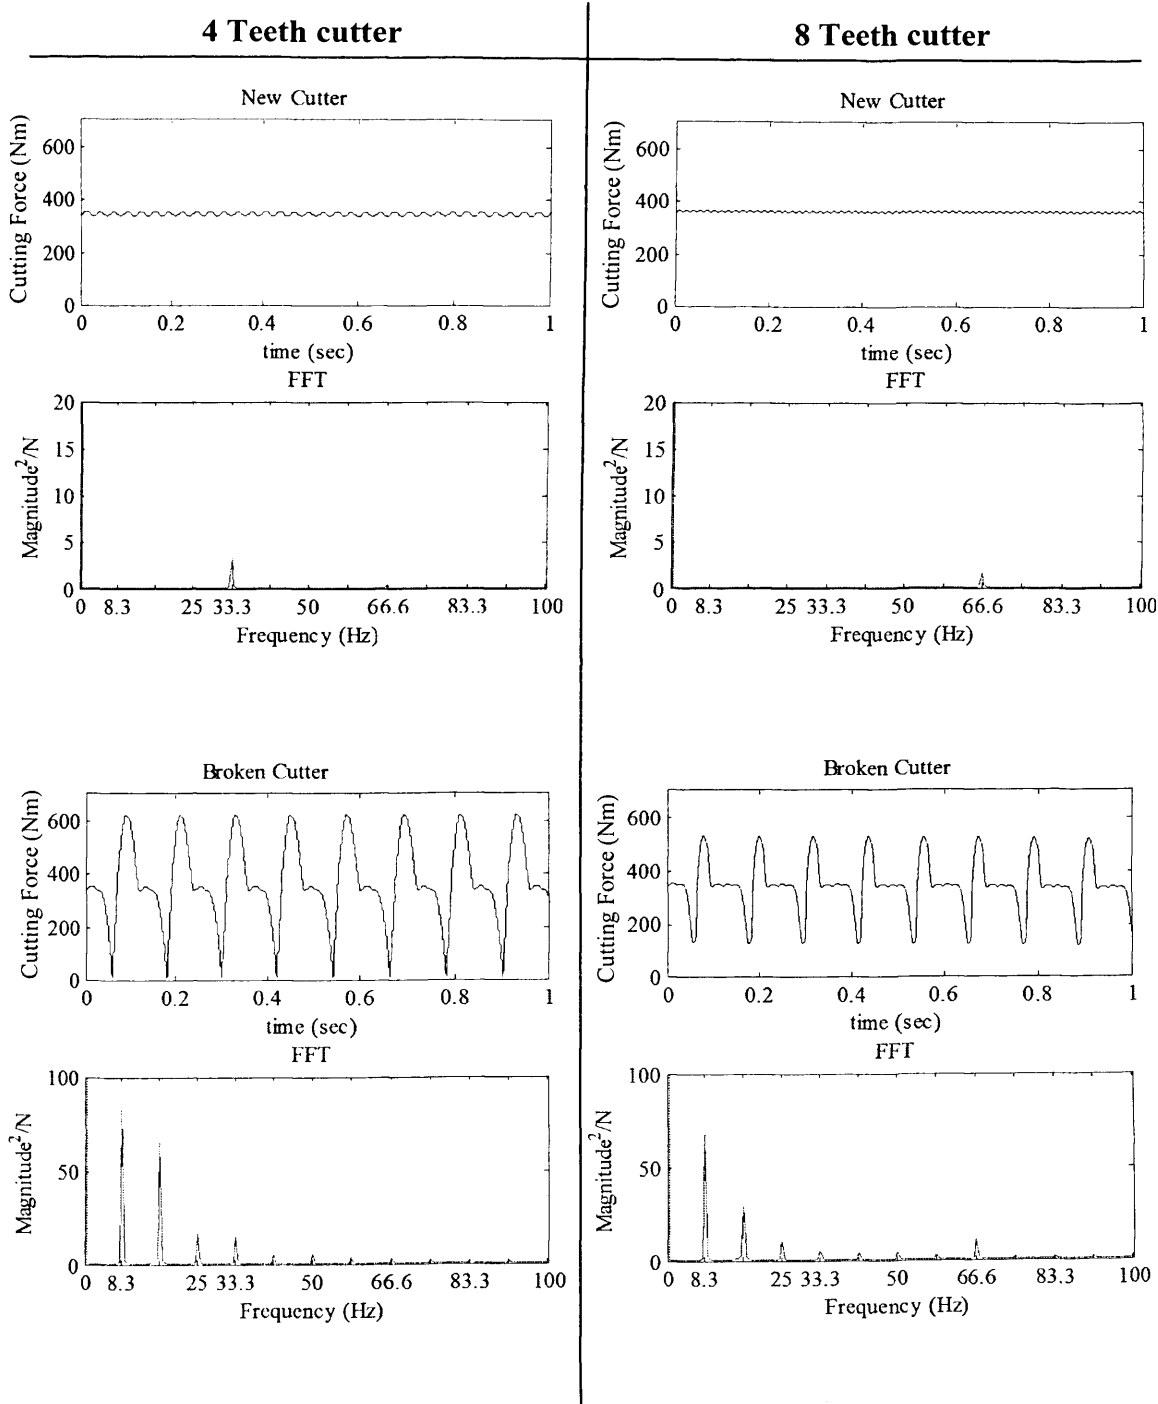 4 Teeth cutter
New Cutter
Cutting Force (Nm)
600
400
200
0
0 0.2 0.4 0.6 0.8 1
time (sec)
FFT
Magnitude²/N
20
15
10
5
0
0 8.3 25 33.3 50 66.6 83.3 100
Frequency (Hz)
Broken Cutter
Cutting Force (Nm)
600
400
200
0
0 0.2 0.4 0.6 0.8 1
time (sec)
FFT
Magnitude²/N
100
50
0
0 8.3 25 33.3 50 66.6 83.3 100
Frequency (Hz)
8 Teeth cutter
New Cutter
Cutting Force (Nm)
600
400
200
0
0 0.2 0.4 0.6 0.8 1
time (sec)
FFT
Magnitude²/N
20
15
10
5
0
0 8.3 25 33.3 50 66.6 83.3 100
Frequency (Hz)
Broken Cutter
Cutting Force (Nm)
600
400
200
0
0 0.2 0.4 0.6 0.8 1
time (sec)
FFT
Magnitude²/N
100
50
0
0 8.3 25 33.3 50 66.6 83.3 100
Frequency (Hz)